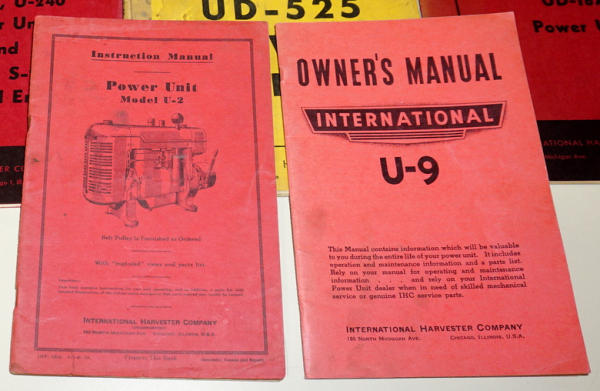 U-240
UD-525
UD-18
Power U
Instruction Manual
Power Unit
Model U-2
Belt Pulley is Furnished as Ordered
With "exploded" views and parts list.
INTERNATIONAL HARVESTER COMPANY
180 NORTH MICHIGAN AVE. CHICAGO, ILLINOIS, U.S.A.
OWNER'S MANUAL
INTERNATIONAL
U-9
This Manual contains information which will be valuable
to you during the entire life of your power unit. It includes
operation and maintenance information and a parts list.
Rely on your manual for operating and maintenance
information . . . . and rely on your International
Power Unit dealer when in need of skilled mechanical
service or genuine IHC service parts.
INTERNATIONAL HARVESTER COMPANY
180 NORTH MICHIGAN AVE. CHICAGO, ILLINOIS, U.S.A.